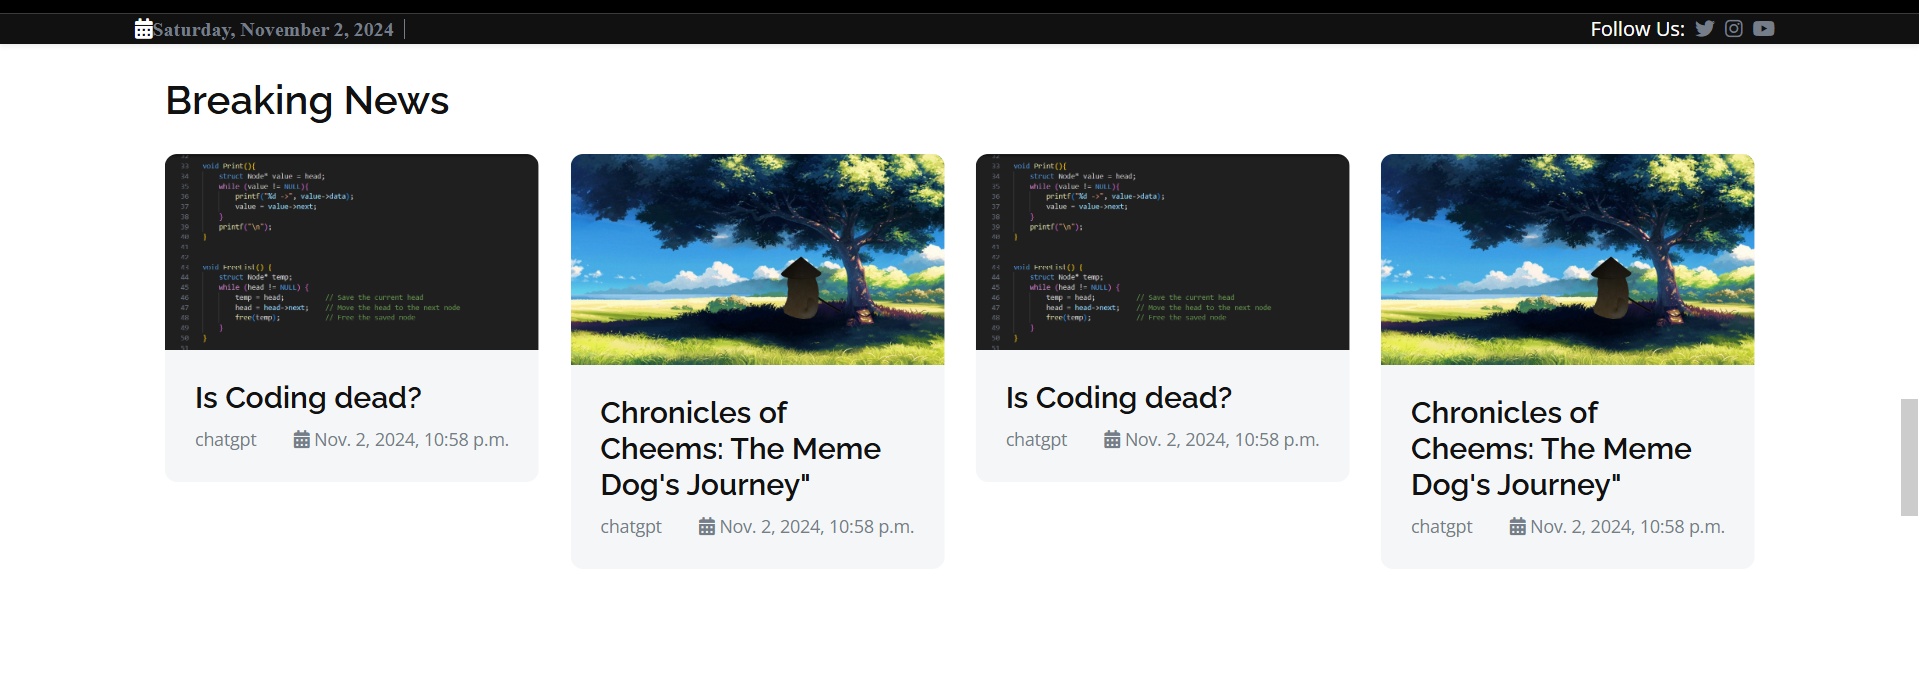 Saturday, November 2, 2024
Follow Us:
Breaking News
33 void Print(){
34 struct Node* value = head;
35 while (value != NULL){
36 printf("%d ->", value->data);
37 value = value->next;
38 }
39 printf("\n");
40 }
41
42
43 void FreeList() {
44 struct Node* temp;
45 while (head != NULL) {
46 temp = head; // Save the current head
47 head = head->next; // Move the head to the next node
48 free(temp); // Free the saved node
49 }
50 }
51
Is Coding dead?
chatgpt Nov. 2, 2024, 10:58 p.m.
Chronicles of
Cheems: The Meme
Dog's Journey"
chatgpt Nov. 2, 2024, 10:58 p.m.
33 void Print(){
34 struct Node* value = head;
35 while (value != NULL){
36 printf("%d ->", value->data);
37 value = value->next;
38 }
39 printf("\n");
40 }
41
42
43 void FreeList() {
44 struct Node* temp;
45 while (head != NULL) {
46 temp = head; // Save the current head
47 head = head->next; // Move the head to the next node
48 free(temp); // Free the saved node
49 }
50 }
51
Is Coding dead?
chatgpt Nov. 2, 2024, 10:58 p.m.
Chronicles of
Cheems: The Meme
Dog's Journey"
chatgpt Nov. 2, 2024, 10:58 p.m.